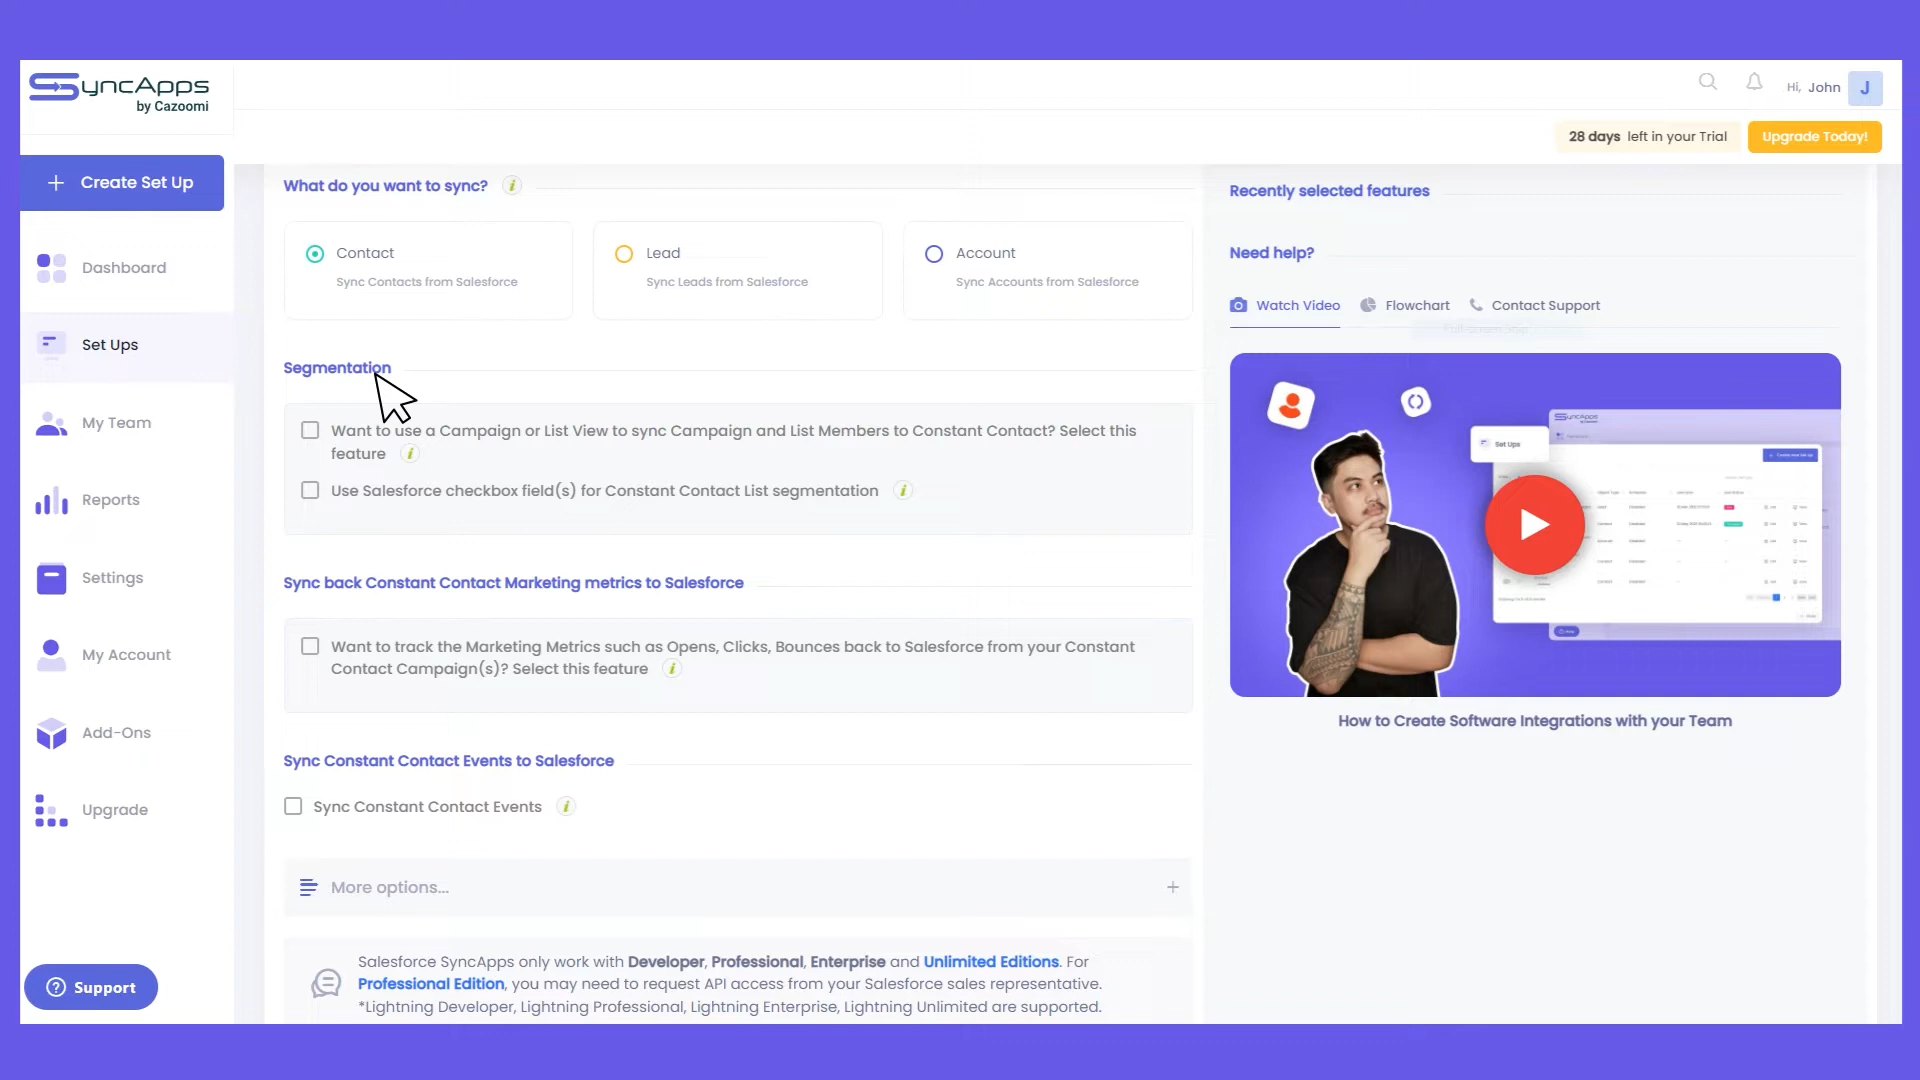 SyncApps
by Cazoomi
Hi, John
J
28 days left in your Trial
Upgrade Today!
Create Set Up
Dashboard
Set Ups
My Team
Reports
Settings
My Account
Add-Ons
Upgrade
Support
What do you want to sync?
Contact
Sync Contacts from Salesforce
Lead
Sync Leads from Salesforce
Account
Sync Accounts from Salesforce
Segmentation
Want to use a Campaign or List View to sync Campaign and List Members to Constant Contact? Select this
feature
Use Salesforce checkbox field(s) for Constant Contact List segmentation
Sync back Constant Contact Marketing metrics to Salesforce
Want to track the Marketing Metrics such as Opens, Clicks, Bounces back to Salesforce from your Constant
Contact Campaign(s)? Select this feature
Sync Constant Contact Events to Salesforce
Sync Constant Contact Events
More options...
Salesforce SyncApps only work with Developer, Professional, Enterprise and Unlimited Editions. For
Professional Edition, you may need to request API access from your Salesforce sales representative.
*Lightning Developer, Lightning Professional, Lightning Enterprise, Lightning Unlimited are supported.
Recently selected features
Need help?
Watch Video
Flowchart
Contact Support
Set Ups
How to Create Software Integrations with your Team